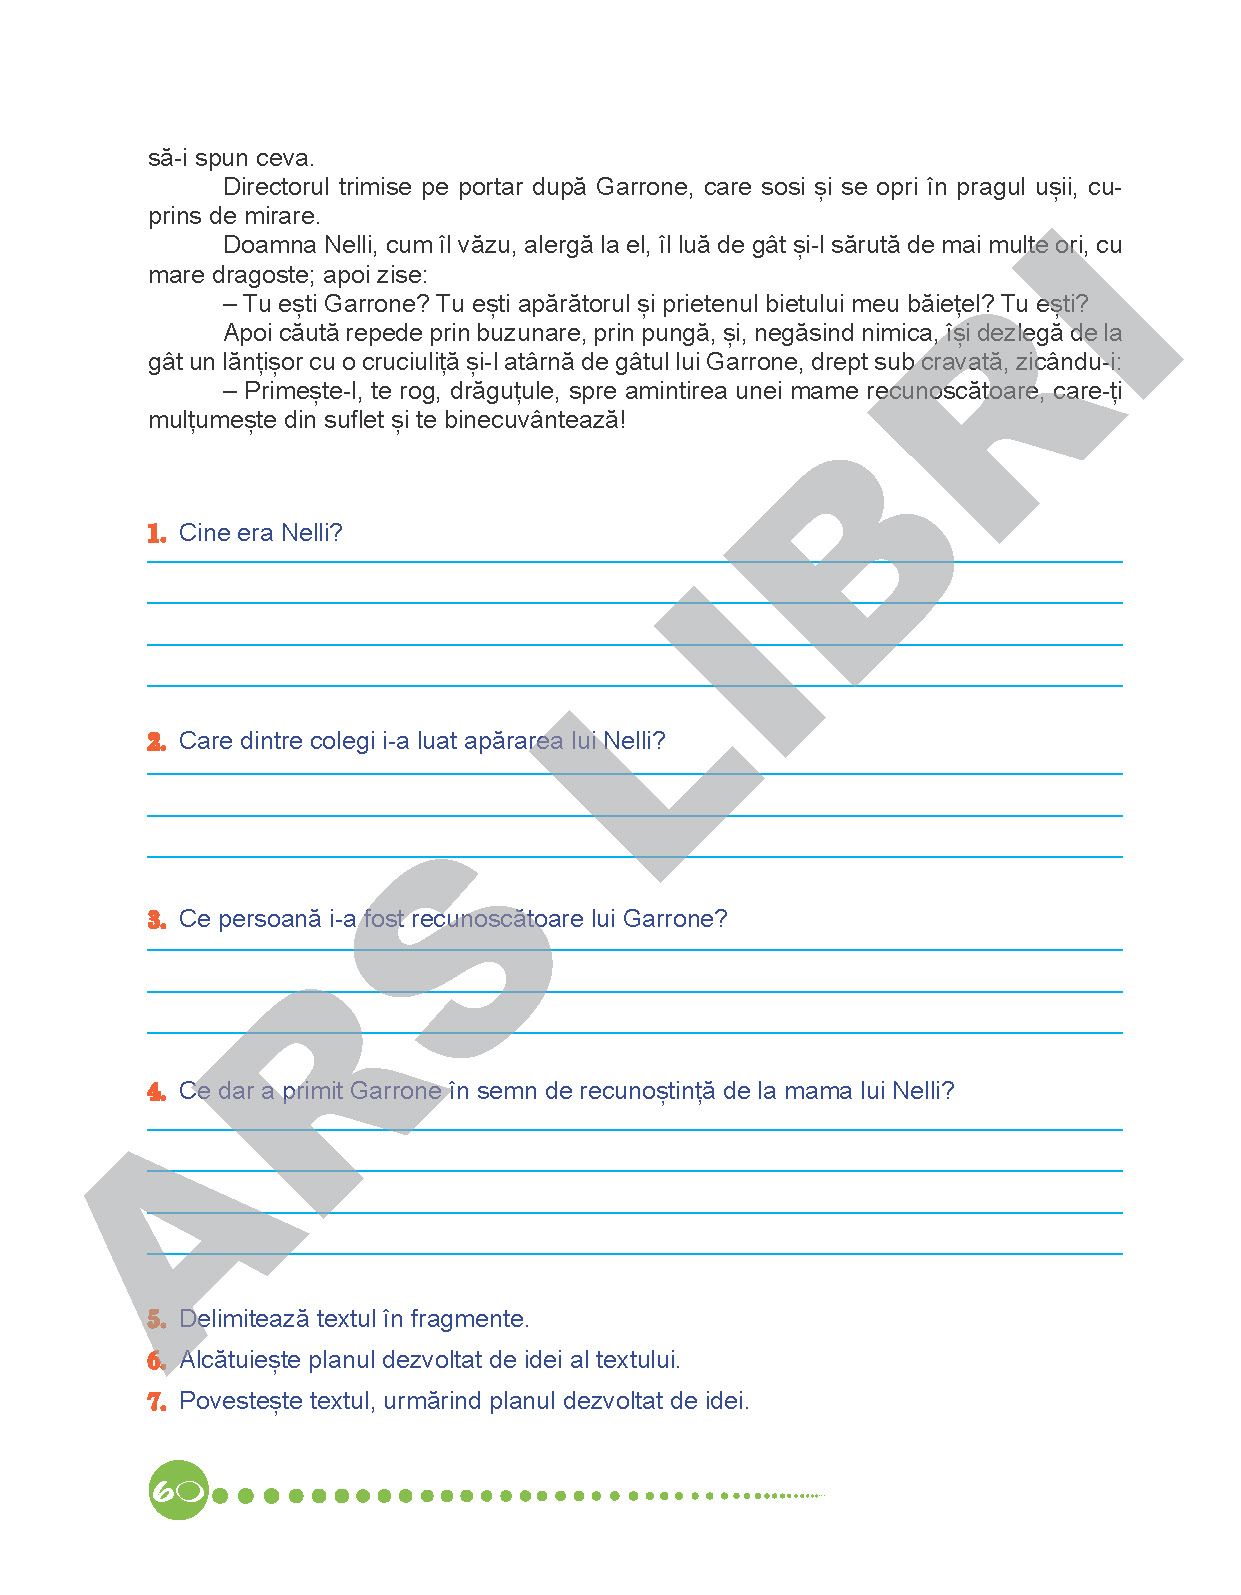 să-i spun ceva.
Directorul trimise pe portar după Garrone, care sosi și se opri în pragul ușii, cu-
prins de mirare.
Doamna Nelli, cum îl văzu, alergă la el, îl luă de gât și-l sărută de mai multe ori, cu
mare dragoste; apoi zise:
– Tu ești Garrone? Tu ești apărătorul și prietenul bietului meu băiețel? Tu ești?
Apoi căută repede prin buzunare, prin pungă, și, negăsind nimica, își dezlegă de la
gât un lănțișor cu o cruciuliță și-l atârnă de gâtul lui Garrone, drept sub cravată, zicându-i:
– Primește-l, te rog, drăguțule, spre amintirea unei mame recunoscătoare, care-ți
mulțumește din suflet și te binecuvântează!
1. Cine era Nelli?
2. Care dintre colegi i-a luat apărarea lui Nelli?
3. Ce persoană i-a fost recunoscătoare lui Garrone?
4. Ce dar a primit Garrone în semn de recunoștință de la mama lui Nelli?
5. Delimitează textul în fragmente.
6. Alcătuiește planul dezvoltat de idei al textului.
7. Povestește textul, urmărind planul dezvoltat de idei.
60
ARS LIBRI